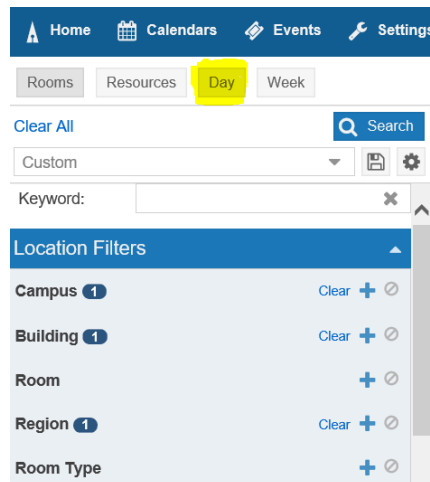 Home Calendars Events Settings
Rooms Resources Day Week
Clear All Search
Custom
Keyword:
Location Filters
Campus 1 Clear
Building 1 Clear
Room
Region 1 Clear
Room Type